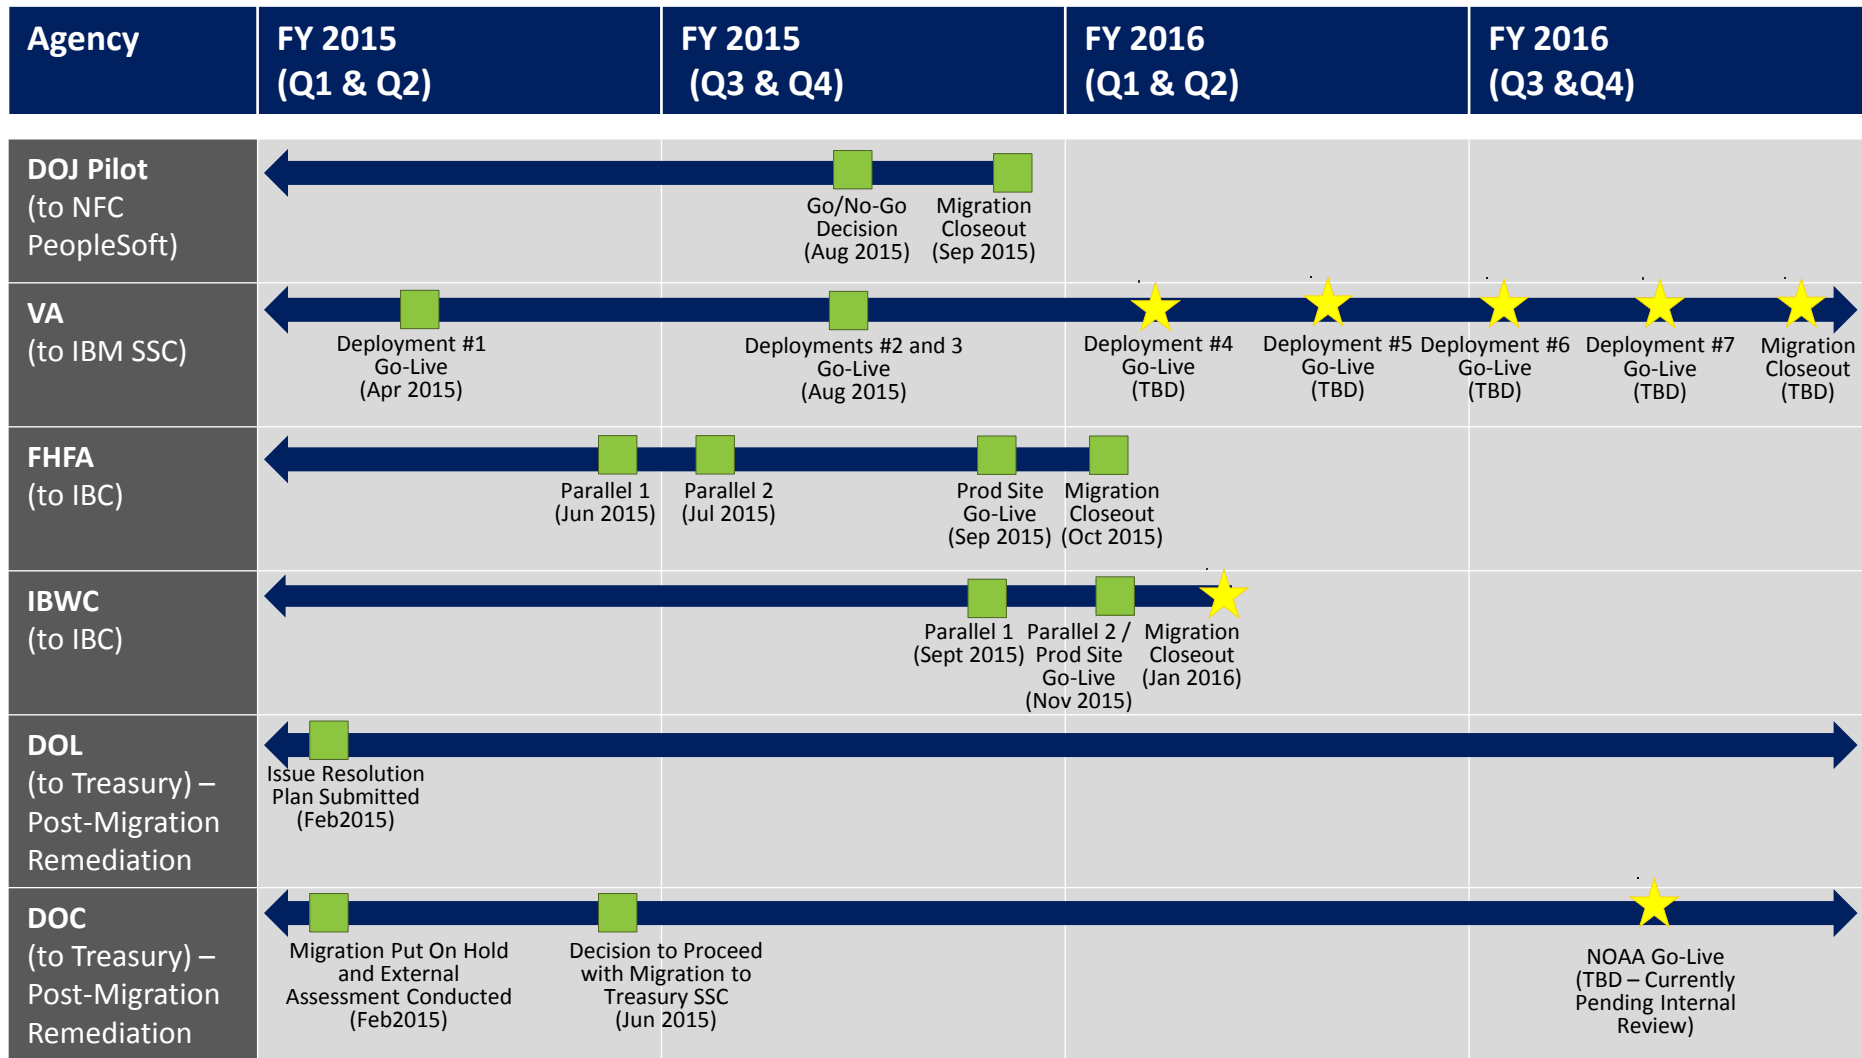 Agency
FY 2015
(Q1 & Q2)
FY 2015
(Q3 & Q4)
FY 2016
(Q1 & Q2)
FY 2016
(Q3 &Q4)
DOJ Pilot
(to NFC
PeopleSoft)
Go/No-Go
Decision
(Aug 2015)
Migration
Closeout
(Sep 2015)
VA
(to IBM SSC)
Deployment #1
Go-Live
(Apr 2015)
Deployments #2 and 3
Go-Live
(Aug 2015)
Deployment #4
Go-Live
(TBD)
Deployment #5
Go-Live
(TBD)
Deployment #6
Go-Live
(TBD)
Deployment #7
Go-Live
(TBD)
Migration
Closeout
(TBD)
FHFA
(to IBC)
Parallel 1
(Jun 2015)
Parallel 2
(Jul 2015)
Prod Site
Go-Live
(Sep 2015)
Migration
Closeout
(Oct 2015)
IBWC
(to IBC)
Parallel 1
(Sept 2015)
Parallel 2 /
Prod Site
Go-Live
(Nov 2015)
Migration
Closeout
(Jan 2016)
DOL
(to Treasury) –
Post-Migration
Remediation
Issue Resolution
Plan Submitted
(Feb2015)
DOC
(to Treasury) –
Post-Migration
Remediation
Migration Put On Hold
and External
Assessment Conducted
(Feb2015)
Decision to Proceed
with Migration to
Treasury SSC
(Jun 2015)
NOAA Go-Live
(TBD – Currently
Pending Internal
Review)